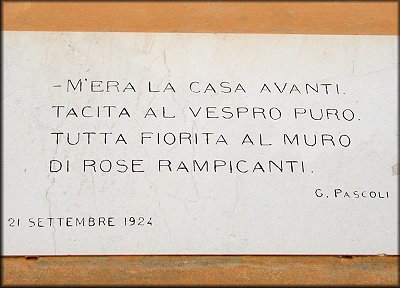 - M'ERA LA CASA AVANTI.
TACITA AL VESPRO PURO.
TUTTA FIORITA AL MURO
DI ROSE RAMPICANTI.
G. PASCOLI
21 SETTEMBRE 1924